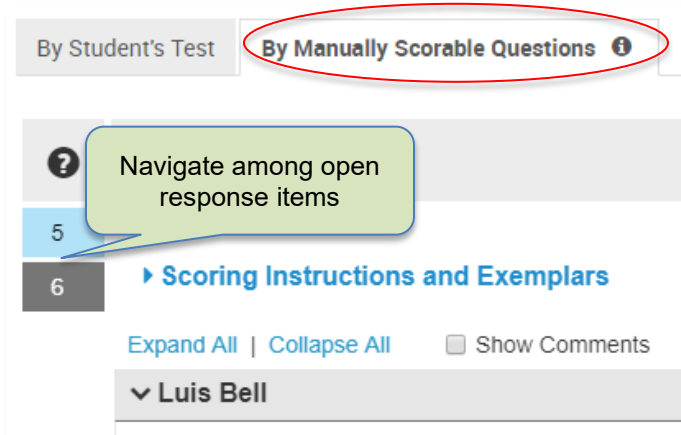 By Student's Test
By Manually Scorable Questions
Navigate among open
response items
5
6
Scoring Instructions and Exemplars
Expand All | Collapse All
Show Comments
Luis Bell